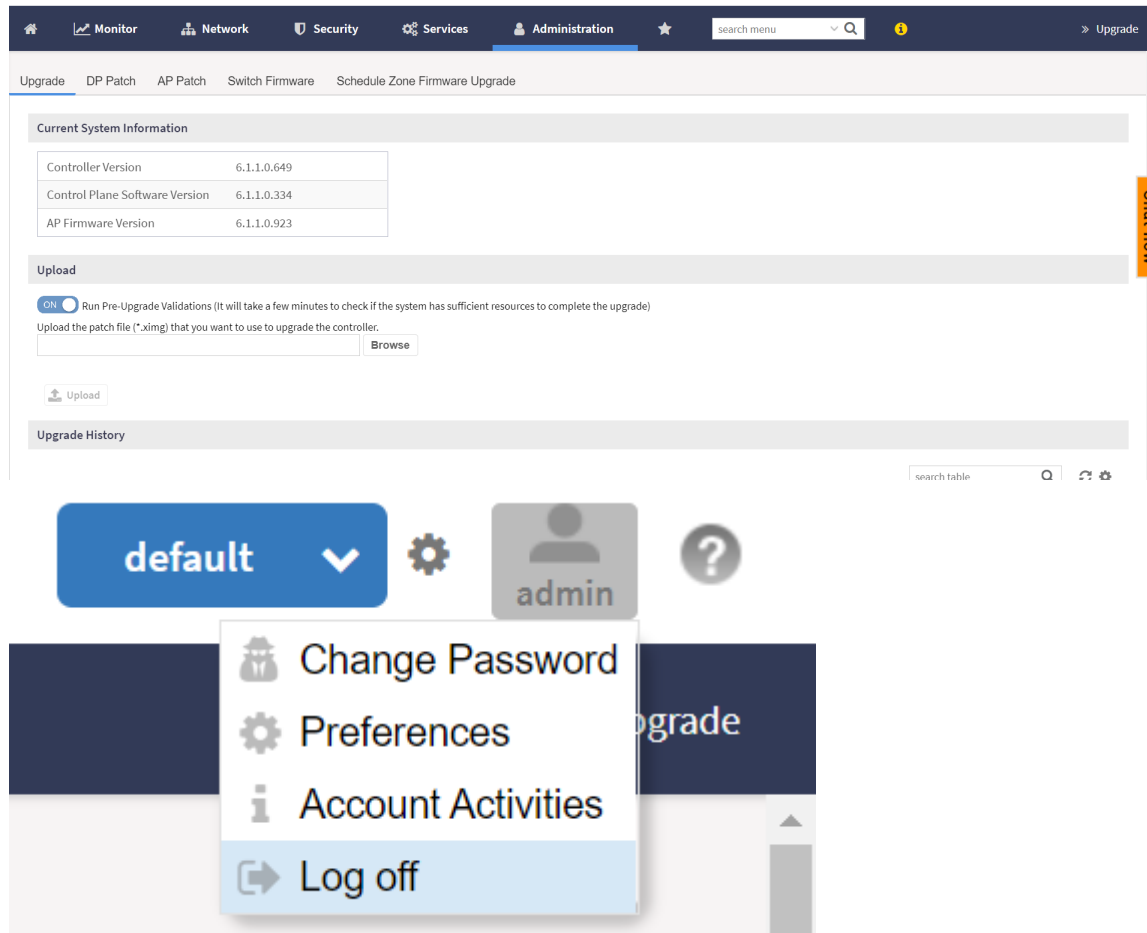 Monitor Network Security Services Administration search menu » Upgrade
Upgrade DP Patch AP Patch Switch Firmware Schedule Zone Firmware Upgrade
Current System Information
Controller Version 6.1.1.0.649
Control Plane Software Version 6.1.1.0.334
AP Firmware Version 6.1.1.0.923
Upload
ON Run Pre-Upgrade Validations (It will take a few minutes to check if the system has sufficient resources to complete the upgrade)
Upload the patch file (*.ximg) that you want to use to upgrade the controller.
Browse
Upload
Upgrade History
search table
default
admin
?
Change Password
pgrade
Preferences
Account Activities
Log off